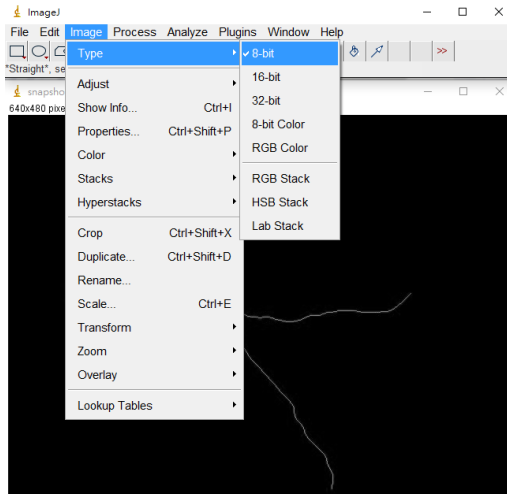 ImageJ
File Edit Image Process Analyze Plugins Window Help
"Straight", se
snapsho
640x480 pixe
Type
Adjust
Show Info... Ctrl+I
Properties... Ctrl+Shift+P
Color
Stacks
Hyperstacks
Crop Ctrl+Shift+X
Duplicate... Ctrl+Shift+D
Rename...
Scale... Ctrl+E
Transform
Zoom
Overlay
Lookup Tables
8-bit
16-bit
32-bit
8-bit Color
RGB Color
RGB Stack
HSB Stack
Lab Stack
>>